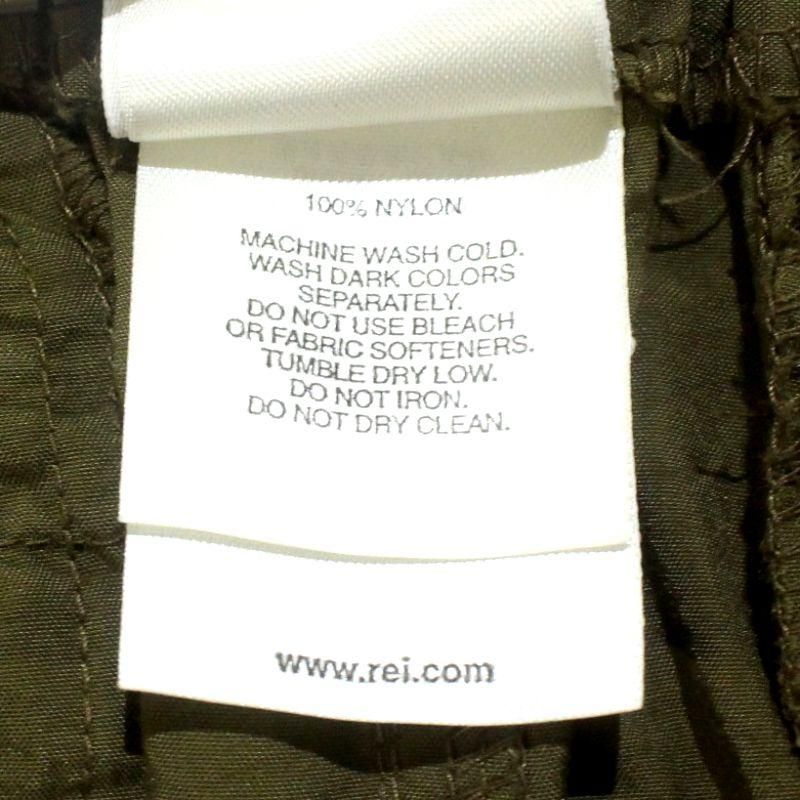 100% NYLON
MACHINE WASH COLD.
WASH DARK COLORS
SEPARATELY.
DO NOT USE BLEACH
OR FABRIC SOFTENERS.
TUMBLE DRY LOW.
DO NOT IRON.
DO NOT DRY CLEAN.
www.rei.com